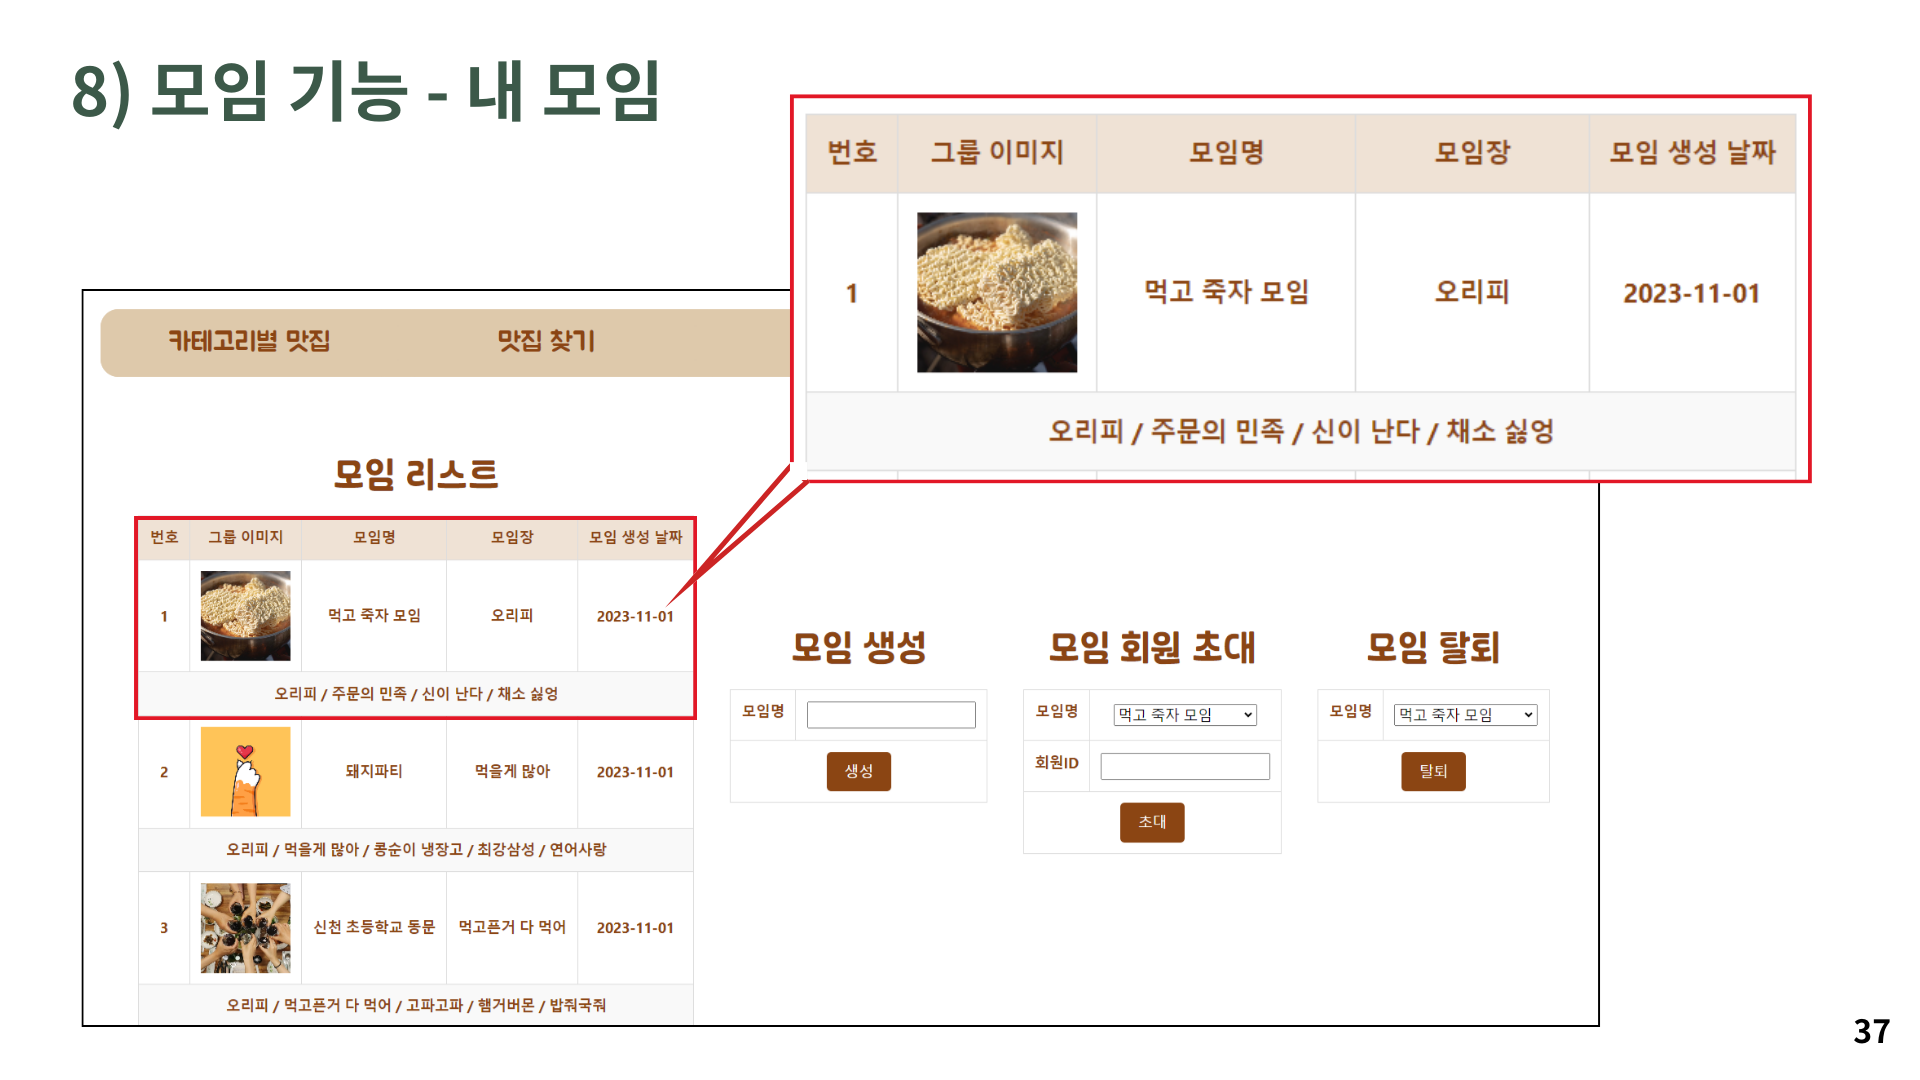 8) 모임 기능 - 내 모임
번호 그룹 이미지 모임명 모임장 모임 생성 날짜
1 먹고 죽자 모임 오리피 2023-11-01
오리피 / 주문의 민족 / 신이 난다 / 채소 싫엉
카테고리별 맛집 맛집 찾기
모임 리스트
번호 그룹 이미지 모임명 모임장 모임 생성 날짜
1 먹고 죽자 모임 오리피 2023-11-01
오리피 / 주문의 민족 / 신이 난다 / 채소 싫엉
2 돼지파티 먹을게 많아 2023-11-01
오리피 / 먹을게 많아 / 콩순이 냉장고 / 최강삼성 / 연어사랑
3 신천 초등학교 동문 먹고픈거 다 먹어 2023-11-01
오리피 / 먹고픈거 다 먹어 / 고파고파 / 햄거버몬 / 밥줘국줘
모임 생성
모임명
생성
모임 회원 초대
모임명 먹고 죽자 모임
회원ID
초대
모임 탈퇴
모임명 먹고 죽자 모임
탈퇴
37